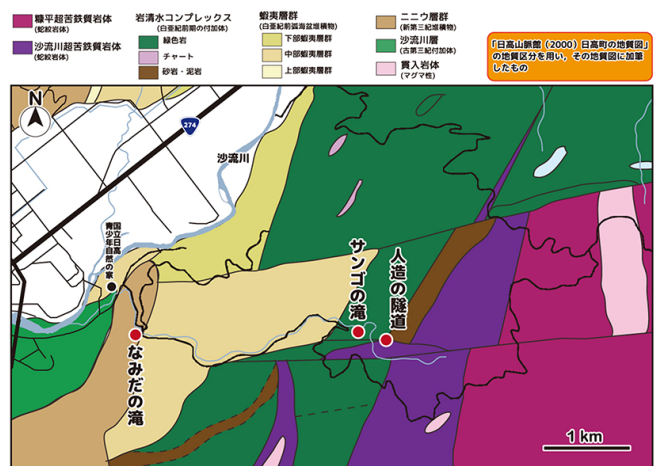 糠平超苦鉄質岩体
(蛇紋岩体)
沙流川超苦鉄質岩体
(蛇紋岩体)
岩清水コンプレックス
(白亜紀前期の付加体)
緑色岩
チャート
砂岩・泥岩
蝦夷層群
(白亜紀前弧海盆堆積物)
下部蝦夷層群
中部蝦夷層群
上部蝦夷層群
ニニウ層群
(新第三紀堆積物)
沙流川層
(古第三紀付加体)
貫入岩体
(マグマ性)
「日高山脈館(2000)日高町の地質図」
の地質区分を用い,その地質図に加筆
したもの
N
274
沙流川
国立日高
青少年自然の家
なみだの滝
サンゴの滝
人造の隧道
1 km